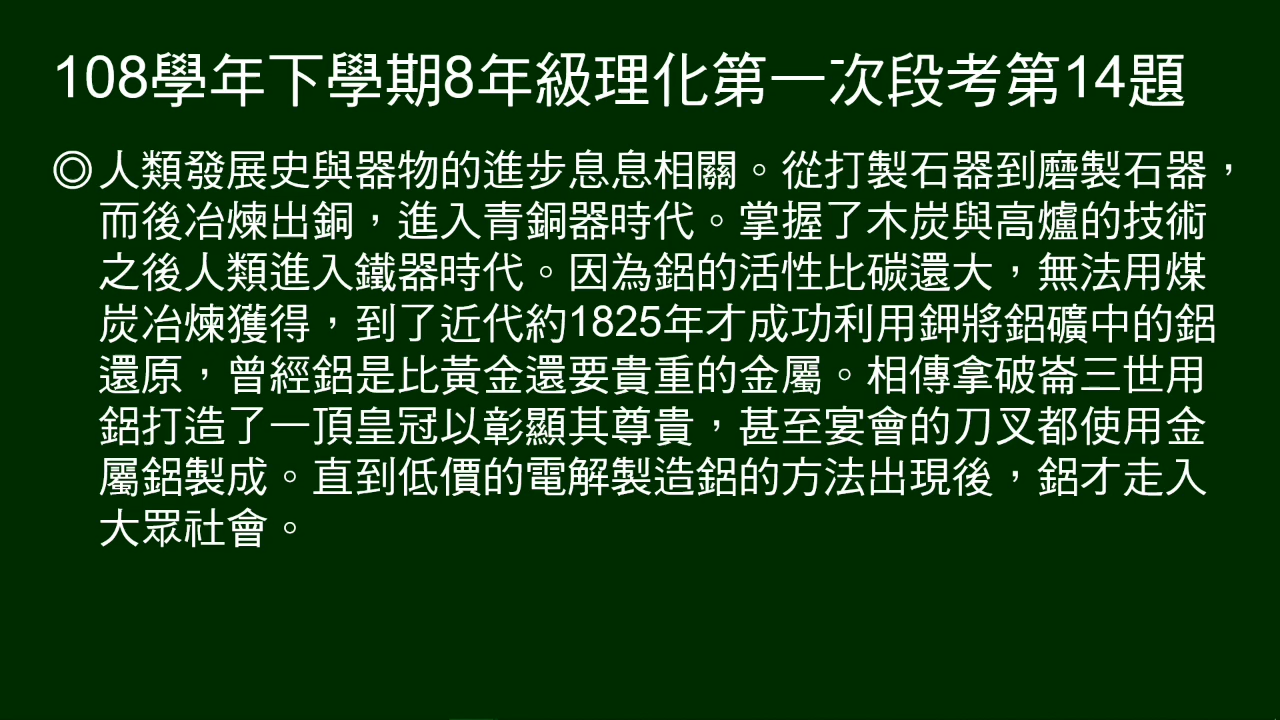 108學年下學期8年級理化第一次段考第14題
◎人類發展史與器物的進步息息相關。從打製石器到磨製石器，
而後冶煉出銅，進入青銅器時代。掌握了木炭與高爐的技術
之後人類進入鐵器時代。因為鋁的活性比碳還大，無法用煤
炭冶煉獲得，到了近代約1825年才成功利用鉀將鋁礦中的鋁
還原，曾經鋁是比黃金還要貴重的金屬。相傳拿破崙三世用
鋁打造了一頂皇冠以彰顯其尊貴，甚至宴會的刀叉都使用金
屬鋁製成。直到低價的電解製造鋁的方法出現後，鋁才走入
大眾社會。